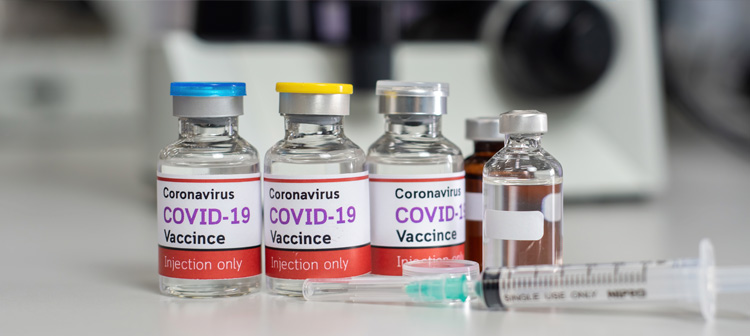 Coronavirus
COVID-19
Vaccince
Injection only
Coronavirus
COVID-19
Vaccince
Injection only
Coronavirus
COVID-1
Vaccince
SINGLE USE ONLY NIPRO